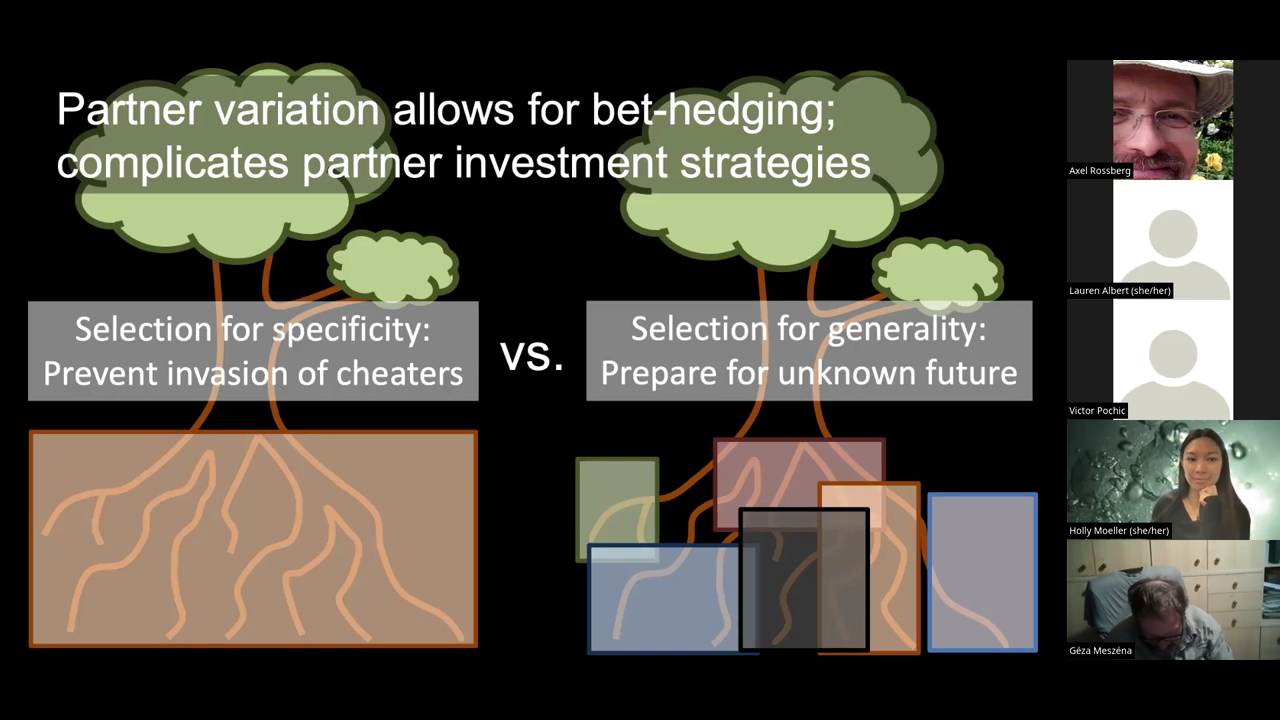 Partner variation allows for bet-hedging;
complicates partner investment strategies
Selection for specificity:
Prevent invasion of cheaters
vs.
Selection for generality:
Prepare for unknown future
Axel Rossberg
Lauren Albert (she/her)
Victor Pochic
Holly Moeller (she/her)
Géza Meszéna